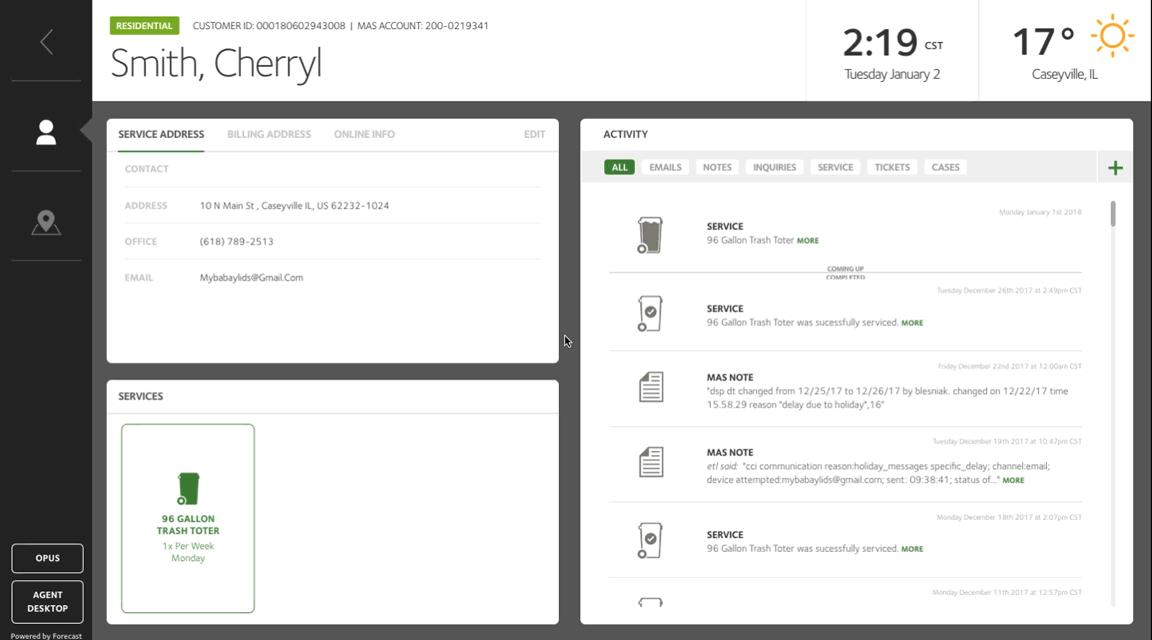 RESIDENTIAL CUSTOMER ID: 000180602943008 | MAS ACCOUNT: 200-0219341
Smith, Cherryl
2:19 CST
Tuesday January 2
17°
Caseyville, IL
SERVICE ADDRESS BILLING ADDRESS ONLINE INFO EDIT
CONTACT
ADDRESS 10 N Main St , Caseyville IL, US 62232-1024
OFFICE (618) 789-2513
EMAIL Mybabaylids@Gmail.Com
SERVICES
96 GALLON
TRASH TOTER
1x Per Week
Monday
ACTIVITY
ALL EMAILS NOTES INQUIRIES SERVICE TICKETS CASES +
Monday January 1st 2018
SERVICE
96 Gallon Trash Toter MORE
COMING UP
COMPLETED
Tuesday December 26th 2017 at 2:49pm CST
SERVICE
96 Gallon Trash Toter was sucessfully serviced. MORE
Friday December 22nd 2017 at 12:00am CST
MAS NOTE
"dsp dt changed from 12/25/17 to 12/26/17 by blesniak. changed on 12/22/17 time
15.58.29 reason "delay due to holiday",16"
Tuesday December 19th 2017 at 10:47pm CST
MAS NOTE
etl said: "cci communication reason:holiday_messages specific_delay; channel:email;
device attempted:mybabaylids@gmail.com; sent: 09:38:41; status of..." MORE
Monday December 18th 2017 at 2:07pm CST
SERVICE
96 Gallon Trash Toter was sucessfully serviced. MORE
Monday December 11th 2017 at 12:57pm CST
OPUS
AGENT
DESKTOP
Powered by Forecast